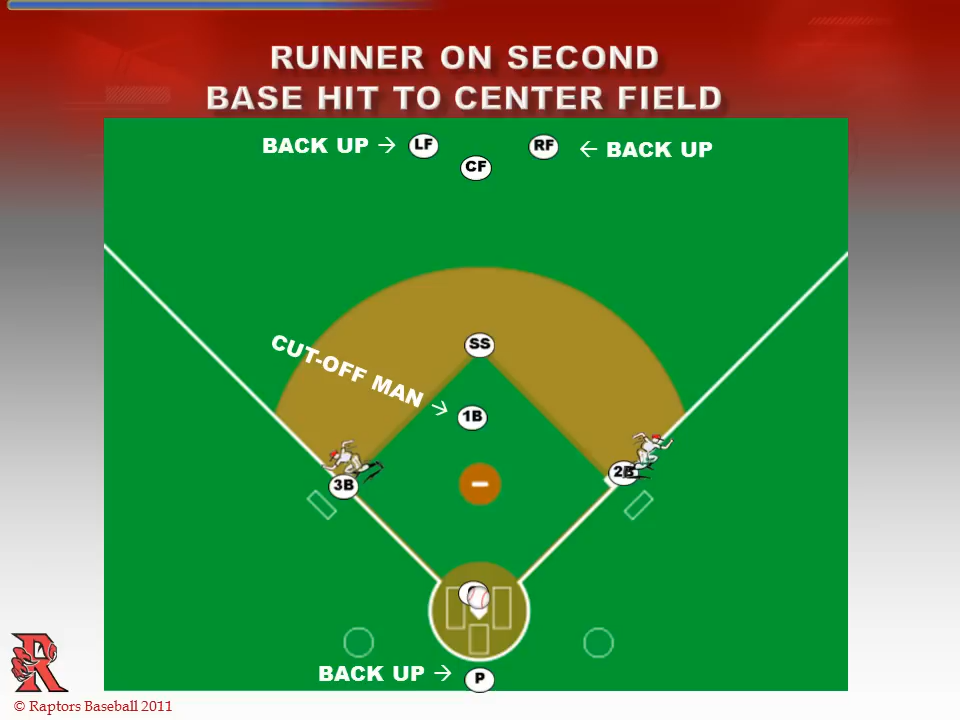 RUNNER ON SECOND
BASE HIT TO CENTER FIELD
BACK UP → LF
RF ← BACK UP
CF
SS
CUT-OFF MAN →
1B
2B
3B
BACK UP → P
R
© Raptors Baseball 2011